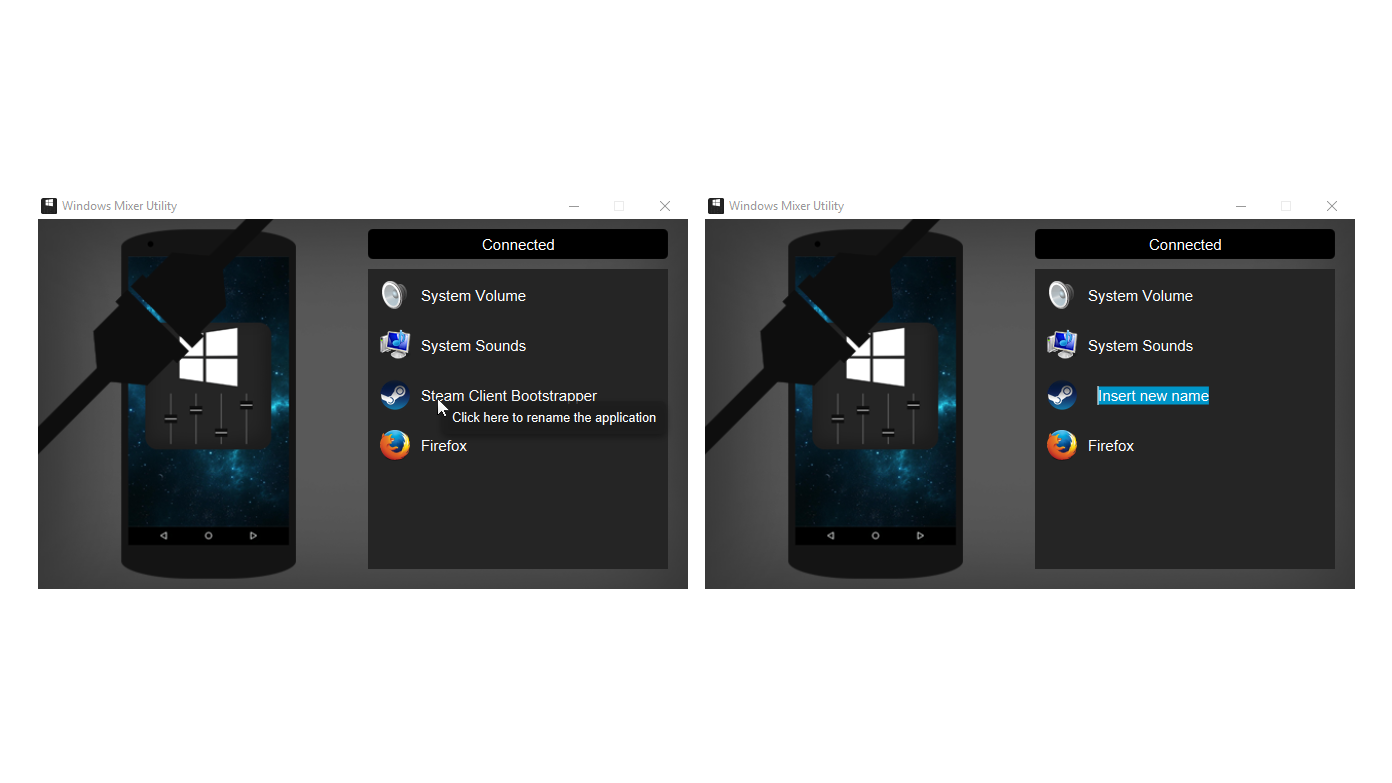 Windows Mixer Utility
Connected
System Volume
System Sounds
Steam Client Bootstrapper
Click here to rename the application
Firefox
Windows Mixer Utility
Connected
System Volume
System Sounds
Insert new name
Firefox